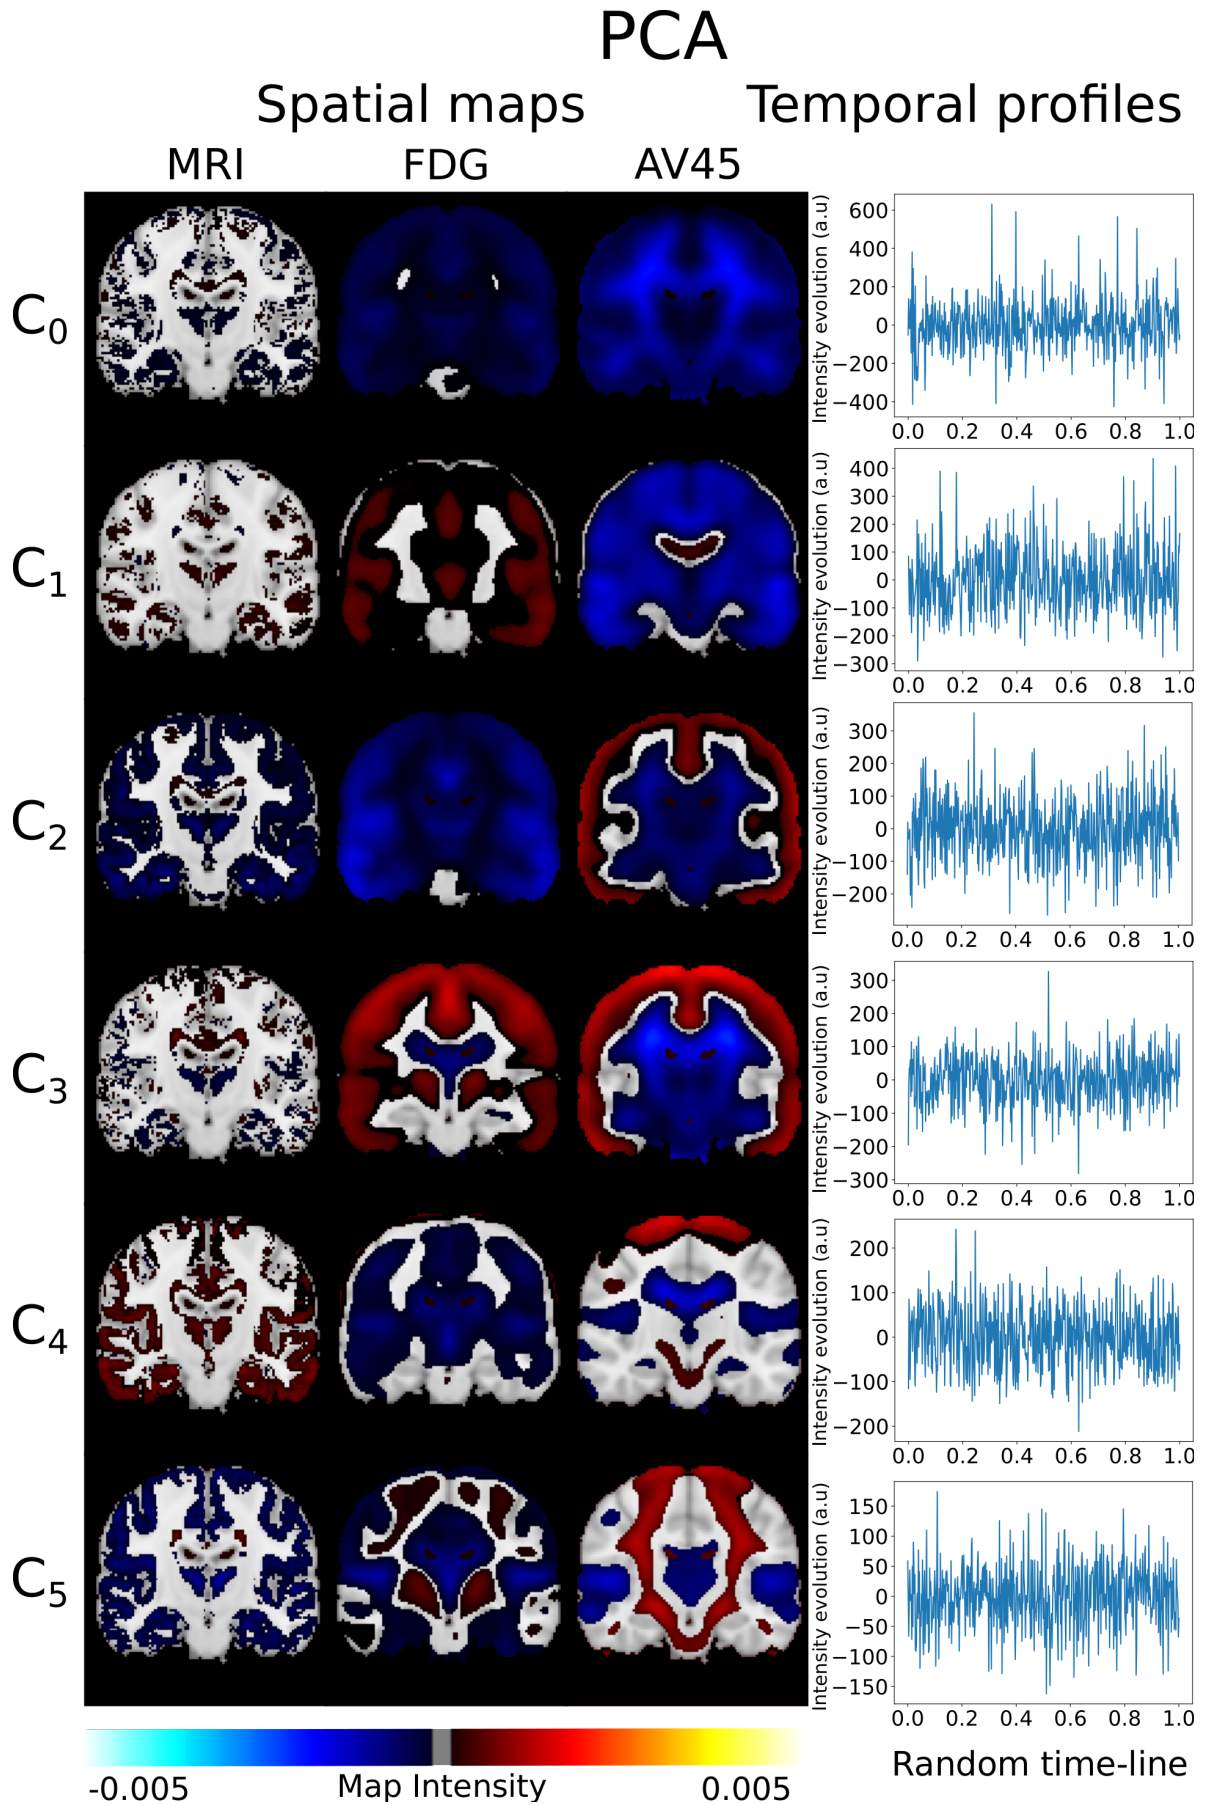 PCA
Spatial maps Temporal profiles
MRI FDG AV45
C0
Intensity evolution (a.u)
600
400
200
0
−200
−400
0.0 0.2 0.4 0.6 0.8 1.0
C1
Intensity evolution (a.u)
400
300
200
100
0
−100
−200
−300
0.0 0.2 0.4 0.6 0.8 1.0
C2
Intensity evolution (a.u)
300
200
100
0
−100
−200
0.0 0.2 0.4 0.6 0.8 1.0
C3
Intensity evolution (a.u)
300
200
100
0
−100
−200
−300
0.0 0.2 0.4 0.6 0.8 1.0
C4
Intensity evolution (a.u)
200
100
0
−100
−200
0.0 0.2 0.4 0.6 0.8 1.0
C5
Intensity evolution (a.u)
150
100
50
0
−50
−100
−150
0.0 0.2 0.4 0.6 0.8 1.0
-0.005 Map Intensity 0.005
Random time-line